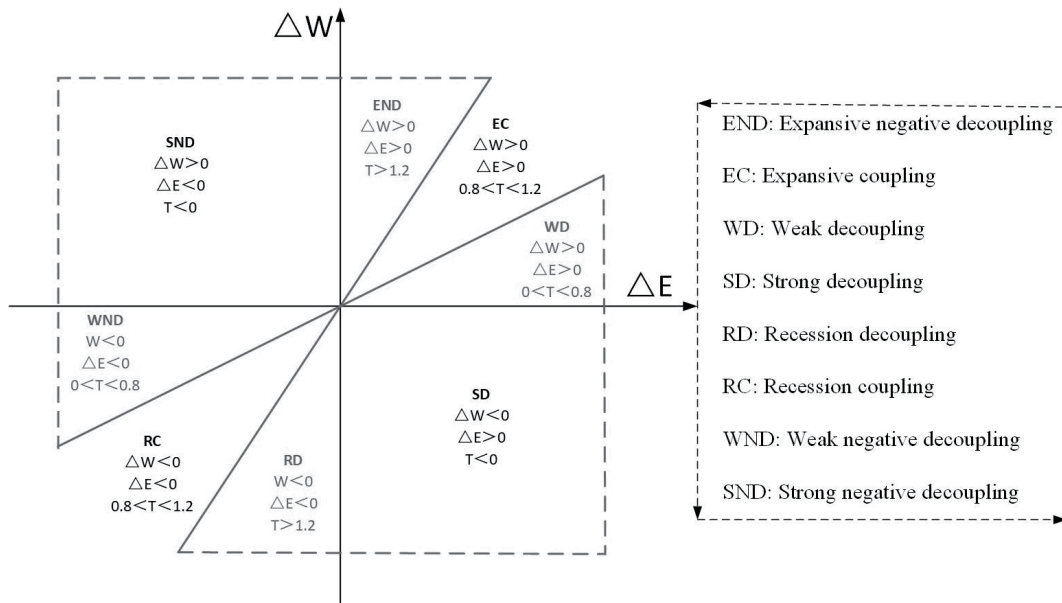 △W
END
△W＞0
△E＞0
T＞1.2
EC
△W＞0
△E＞0
0.8＜T＜1.2
SND
△W＞0
△E＜0
T＜0
WD
△W＞0
△E＞0
0＜T＜0.8
△E
WND
W＜0
△E＜0
0＜T＜0.8
RC
△W＜0
△E＜0
0.8＜T＜1.2
RD
W＜0
△E＜0
T＞1.2
SD
△W＜0
△E＞0
T＜0
END: Expansive negative decoupling
EC: Expansive coupling
WD: Weak decoupling
SD: Strong decoupling
RD: Recession decoupling
RC: Recession coupling
WND: Weak negative decoupling
SND: Strong negative decoupling